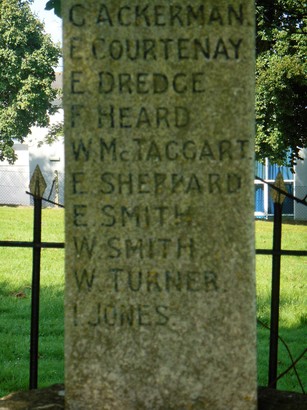 C ACKERMAN.
E COURTENAY
E DREDGE
F HEARD
W. McTAGGART.
E. SHEPPARD
E. SMITH
W. SMITH
W. TURNER.
I. JONES.